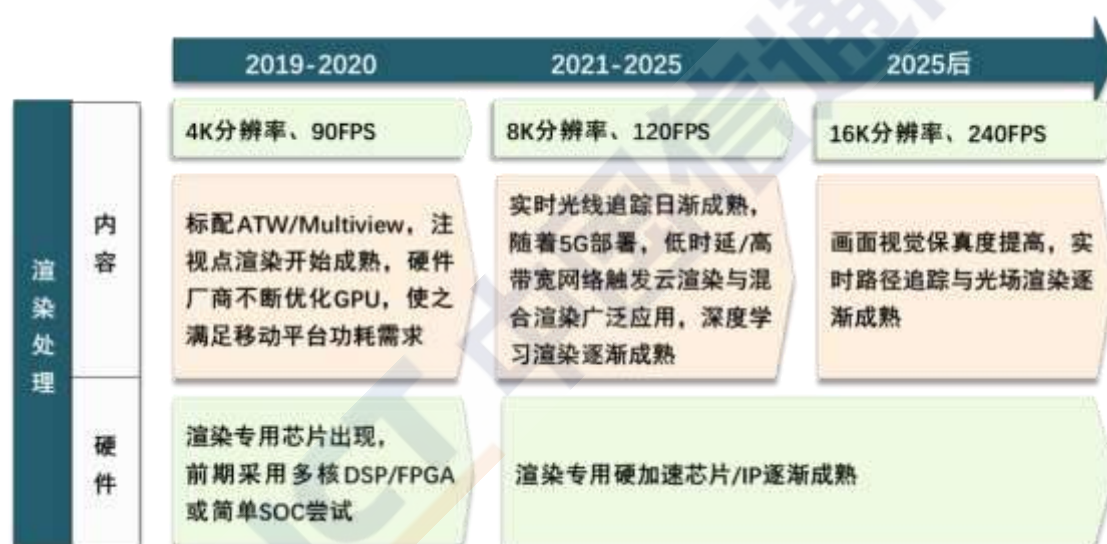 2019-2020
2021-2025
2025后
4K分辨率、90FPS
8K分辨率、120FPS
16K分辨率、240FPS
渲染处理
内容
标配ATW/Multiview，注
视点渲染开始成熟，硬件
厂商不断优化GPU，使之
满足移动平台功耗需求
实时光线追踪日渐成熟，
随着5G部署，低时延/高
带宽网络触发云渲染与混
合渲染广泛应用，深度学
习渲染逐渐成熟
画面视觉保真度提高，实
时路径追踪与光场渲染逐
渐成熟
硬件
渲染专用芯片出现，
前期采用多核DSP/FPGA
或简单SOC尝试
渲染专用硬加速芯片/IP逐渐成熟
中国信通